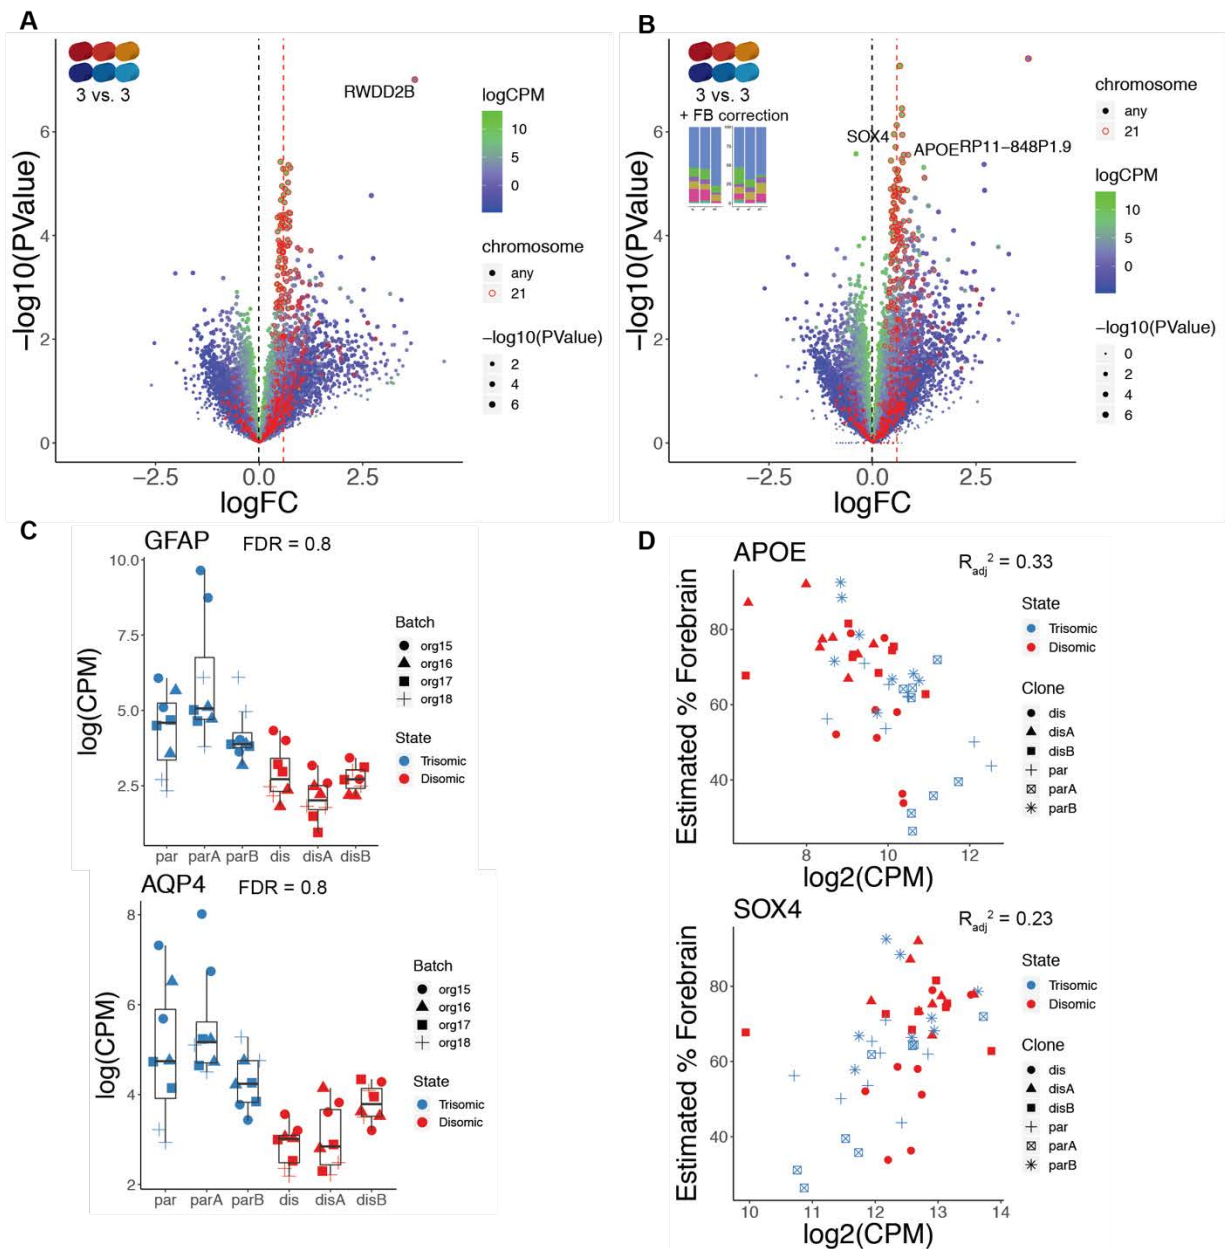 A
3 vs. 3
RWDD2B
−log10(PValue)
6
4
2
0
−2.5
0.0
2.5
logFC
logCPM
10
5
0
chromosome
any
21
−log10(PValue)
2
4
6
B
3 vs. 3
+ FB correction
SOX4
APOE
RP11−848P1.9
−log10(PValue)
6
4
2
0
−2.5
0.0
2.5
logFC
chromosome
any
21
logCPM
10
5
0
−log10(PValue)
0
2
4
6
C
GFAP
FDR = 0.8
log(CPM)
10.0
7.5
5.0
2.5
par parA parB dis disA disB
Batch
org15
org16
org17
org18
State
Trisomic
Disomic
AQP4
FDR = 0.8
log(CPM)
8
6
4
2
par parA parB dis disA disB
Batch
org15
org16
org17
org18
State
Trisomic
Disomic
D
APOE
Radj2 = 0.33
Estimated % Forebrain
80
60
40
8 10 12
log2(CPM)
State
Trisomic
Disomic
Clone
dis
disA
disB
par
parA
parB
SOX4
Radj2 = 0.23
Estimated % Forebrain
80
60
40
10 11 12 13 14
log2(CPM)
State
Trisomic
Disomic
Clone
dis
disA
disB
par
parA
parB